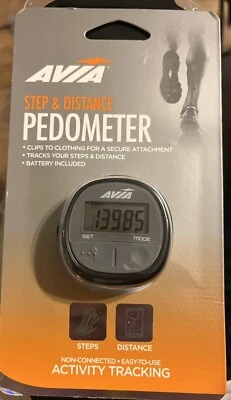 AVIA
STEP & DISTANCE
PEDOMETER
• CLIPS TO CLOTHING FOR A SECURE ATTACHMENT
• TRACKS YOUR STEPS & DISTANCE
• BATTERY INCLUDED
AVIA
13985
SET MODE
STEPS DISTANCE
NON-CONNECTED • EASY-TO-USE
ACTIVITY TRACKING